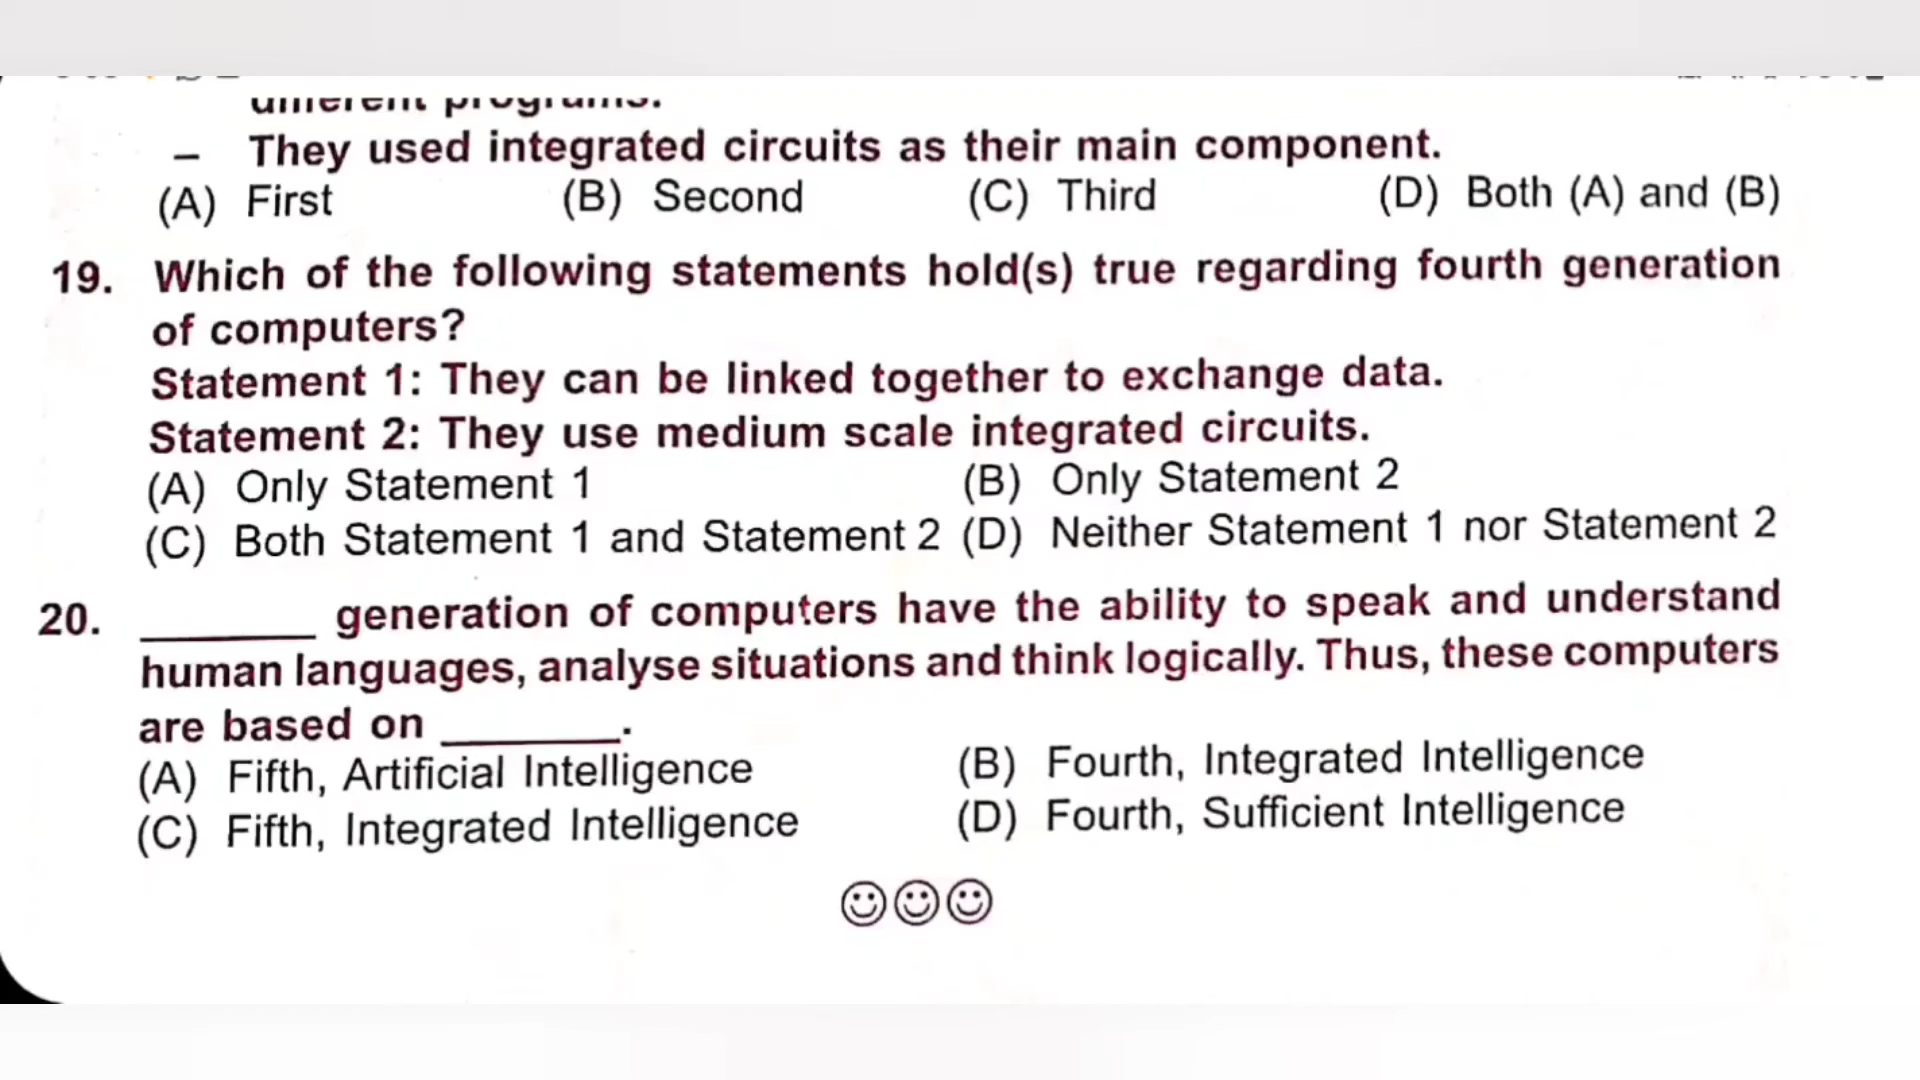 different programs.
– They used integrated circuits as their main component.
(A) First (B) Second (C) Third (D) Both (A) and (B)
19. Which of the following statements hold(s) true regarding fourth generation
of computers?
Statement 1: They can be linked together to exchange data.
Statement 2: They use medium scale integrated circuits.
(A) Only Statement 1 (B) Only Statement 2
(C) Both Statement 1 and Statement 2 (D) Neither Statement 1 nor Statement 2
20. ________ generation of computers have the ability to speak and understand
human languages, analyse situations and think logically. Thus, these computers
are based on ________.
(A) Fifth, Artificial Intelligence (B) Fourth, Integrated Intelligence
(C) Fifth, Integrated Intelligence (D) Fourth, Sufficient Intelligence